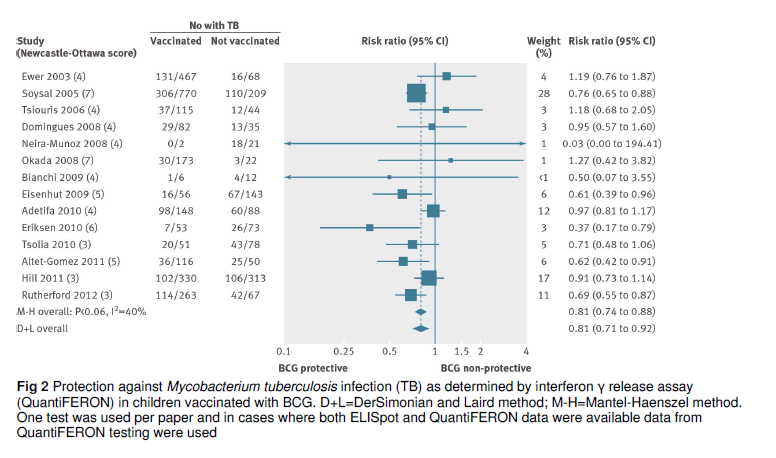 No with TB
Study (Newcastle-Ottawa score) Vaccinated Not vaccinated Risk ratio (95% CI) Weight (%) Risk ratio (95% CI)
Ewer 2003 (4) 131/467 16/68 4 1.19 (0.76 to 1.87)
Soysal 2005 (7) 306/770 110/209 28 0.76 (0.65 to 0.88)
Tsiouris 2006 (4) 37/115 12/44 3 1.18 (0.68 to 2.05)
Domingues 2008 (4) 29/82 13/35 3 0.95 (0.57 to 1.60)
Neira-Munoz 2008 (4) 0/2 18/21 1 0.03 (0.00 to 194.41)
Okada 2008 (7) 30/173 3/22 1 1.27 (0.42 to 3.82)
Bianchi 2009 (4) 1/6 4/12 <1 0.50 (0.07 to 3.55)
Eisenhut 2009 (5) 16/56 67/143 6 0.61 (0.39 to 0.96)
Adetifa 2010 (4) 98/148 60/88 12 0.97 (0.81 to 1.17)
Eriksen 2010 (6) 7/53 26/73 3 0.37 (0.17 to 0.79)
Tsolia 2010 (3) 20/51 43/78 5 0.71 (0.48 to 1.06)
Altet-Gomez 2011 (5) 36/116 25/50 6 0.62 (0.42 to 0.91)
Hill 2011 (3) 102/330 106/313 17 0.91 (0.73 to 1.14)
Rutherford 2012 (3) 114/263 42/67 11 0.69 (0.55 to 0.87)
M-H overall: P<0.06, I²=40% 0.81 (0.74 to 0.88)
D+L overall 0.81 (0.71 to 0.92)
0.1 0.25 0.5 1 1.5 2 4
BCG protective BCG non-protective
Fig 2 Protection against Mycobacterium tuberculosis infection (TB) as determined by interferon γ release assay
(QuantiFERON) in children vaccinated with BCG. D+L=DerSimonian and Laird method; M-H=Mantel-Haenszel method.
One test was used per paper and in cases where both ELISpot and QuantiFERON data were available data from
QuantiFERON testing were used